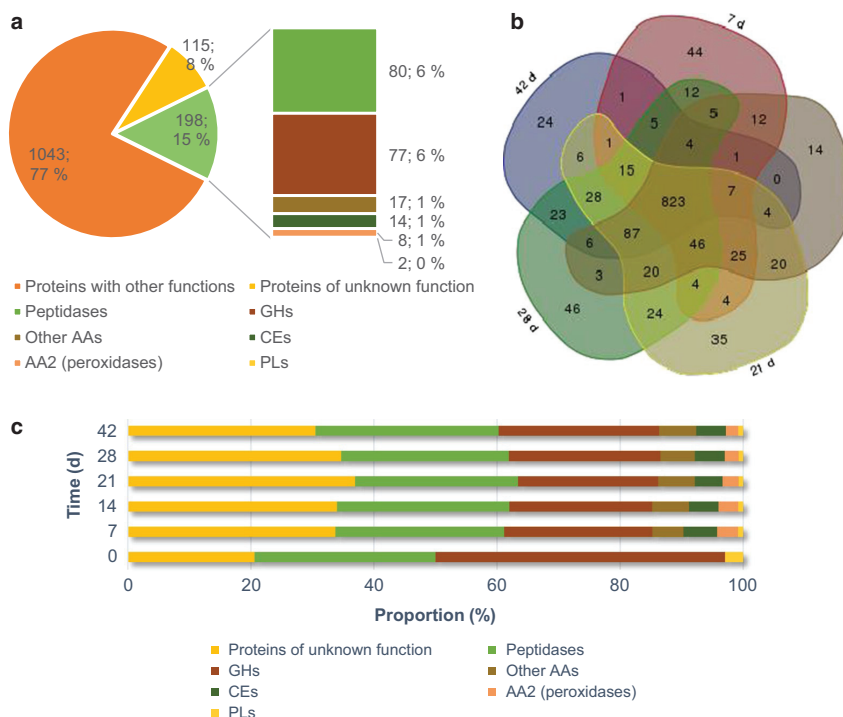 a
115;
8 %
198;
15 %
1043;
77 %
80; 6 %
77; 6 %
17; 1 %
14; 1 %
8; 1 %
2; 0 %
Proteins with other functions
Proteins of unknown function
Peptidases
GHs
Other AAs
CEs
AA2 (peroxidases)
PLs
b
7 d
42 d
28 d
21 d
44
12
1
5
5
12
14
24
4
1
0
6
1
15
7
4
28
823
23
87
46
25
20
6
3
20
4
4
46
24
35
c
Time (d)
42
28
21
14
7
0
0 20 40 60 80 100
Proportion (%)
Proteins of unknown function
Peptidases
GHs
Other AAs
CEs
AA2 (peroxidases)
PLs